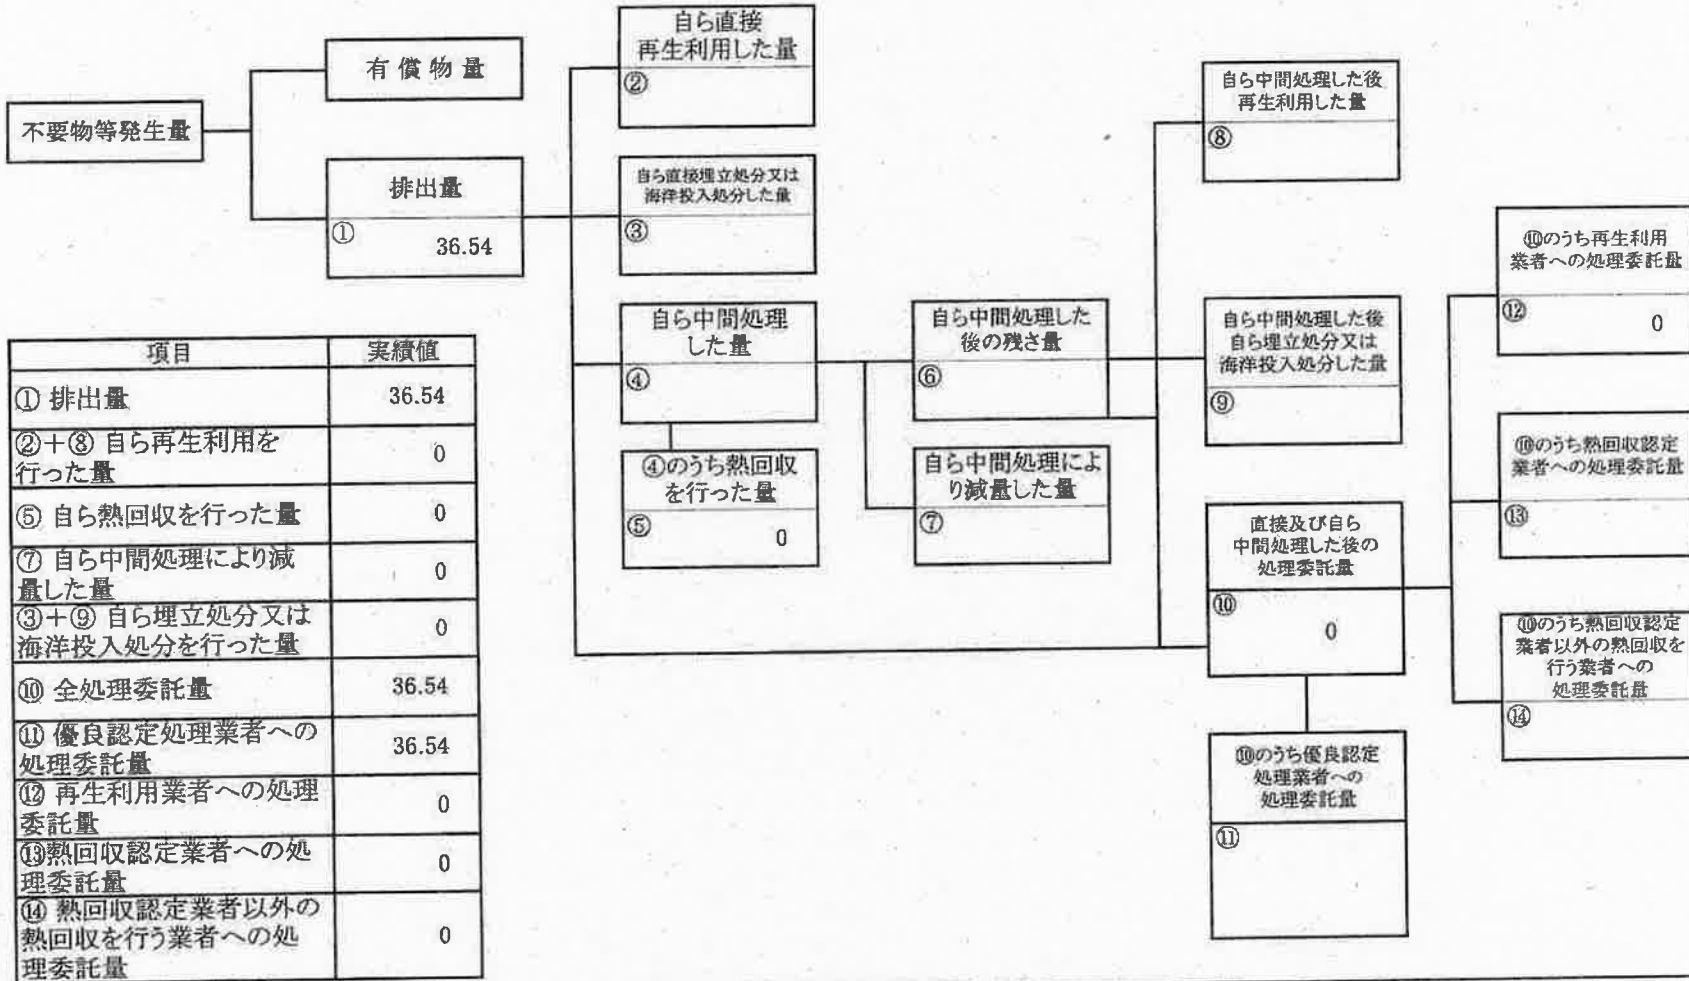 不要物等発生量
有償物量
排出量
①
36.54
自ら直接
再生利用した量
②
自ら直接埋立処分又は
海洋投入処分した量
③
自ら中間処理
した量
④
④のうち熱回収
を行った量
⑤
0
自ら中間処理した
後の残さ量
⑥
自ら中間処理によ
り減量した量
⑦
自ら中間処理した後
再生利用した量
⑧
自ら中間処理した後
自ら埋立処分又は
海洋投入処分した量
⑨
直接及び自ら
中間処理した後の
処理委託量
⑩
0
⑩のうち優良認定
処理業者への
処理委託量
⑪
⑩のうち再生利用
業者への処理委託量
⑫
0
⑩のうち熱回収認定
業者への処理委託量
⑬
⑩のうち熱回収認定
業者以外の熱回収を
行う業者への
処理委託量
⑭
項目 実績値
① 排出量 36.54
②+⑧ 自ら再生利用を
行った量 0
⑤ 自ら熱回収を行った量 0
⑦ 自ら中間処理により減
量した量 0
③+⑨ 自ら埋立処分又は
海洋投入処分を行った量 0
⑩ 全処理委託量 36.54
⑪ 優良認定処理業者への
処理委託量 36.54
⑫ 再生利用業者への処理
委託量 0
⑬熱回収認定業者への処
理委託量 0
⑭ 熱回収認定業者以外の
熱回収を行う業者への処
理委託量 0